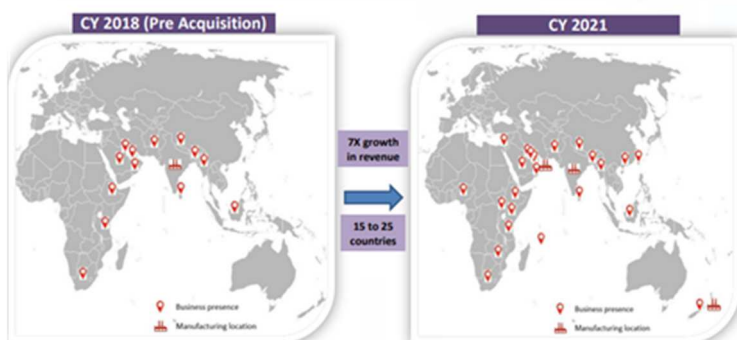 CY 2018 (Pre Acquisition)
CY 2021
7X growth
in revenue
15 to 25
countries
Business presence
Manufacturing location
Business presence
Manufacturing location